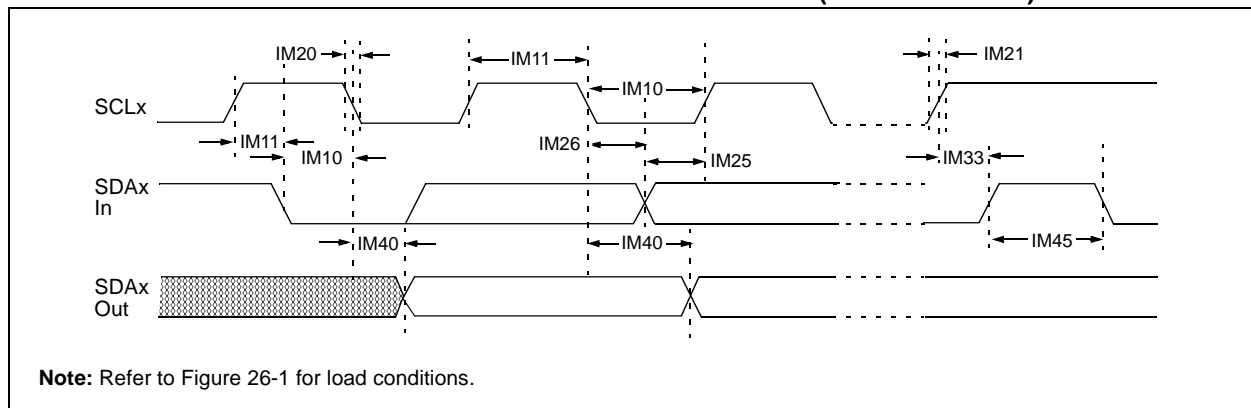 IM20
IM11
IM21
IM10
SCLx
IM11
IM10
IM26
IM25
IM33
SDAx
In
IM40
IM40
IM45
SDAx
Out
Note: Refer to Figure 26-1 for load conditions.